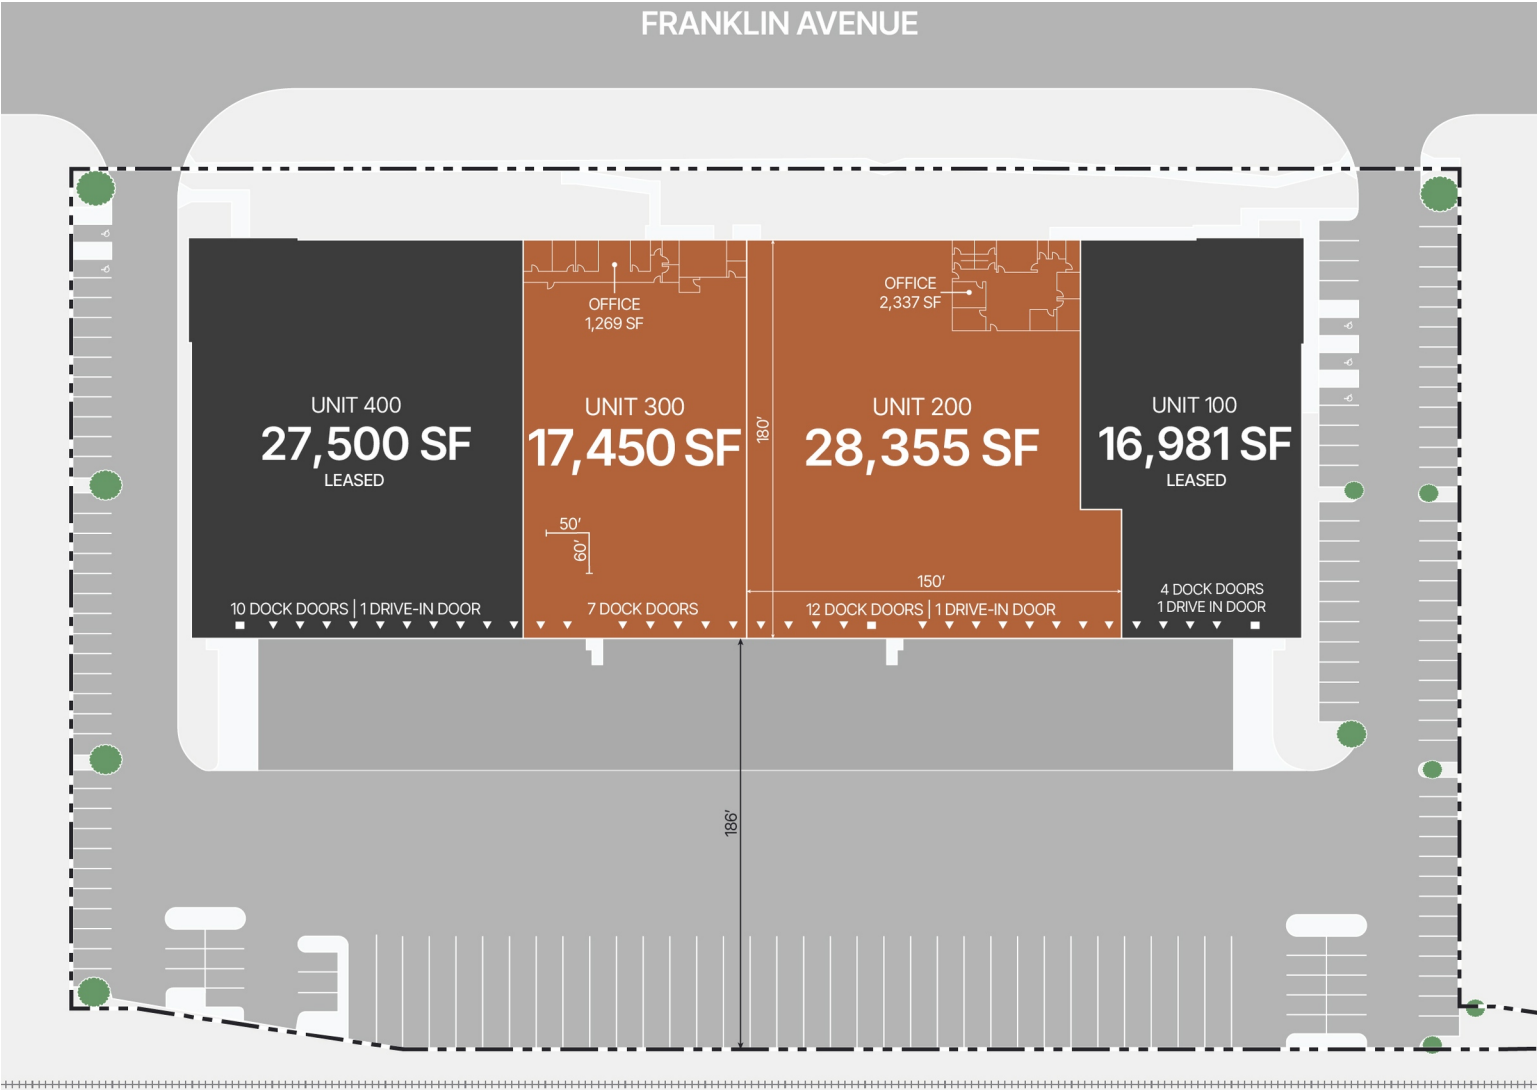 FRANKLIN AVENUE
OFFICE
1,269 SF
OFFICE
2,337 SF
UNIT 400
27,500 SF
LEASED
UNIT 300
17,450 SF
180’
UNIT 200
28,355 SF
UNIT 100
16,981 SF
LEASED
50’
60’
150’
10 DOCK DOORS | 1 DRIVE-IN DOOR
7 DOCK DOORS
12 DOCK DOORS | 1 DRIVE-IN DOOR
4 DOCK DOORS
1 DRIVE IN DOOR
186’